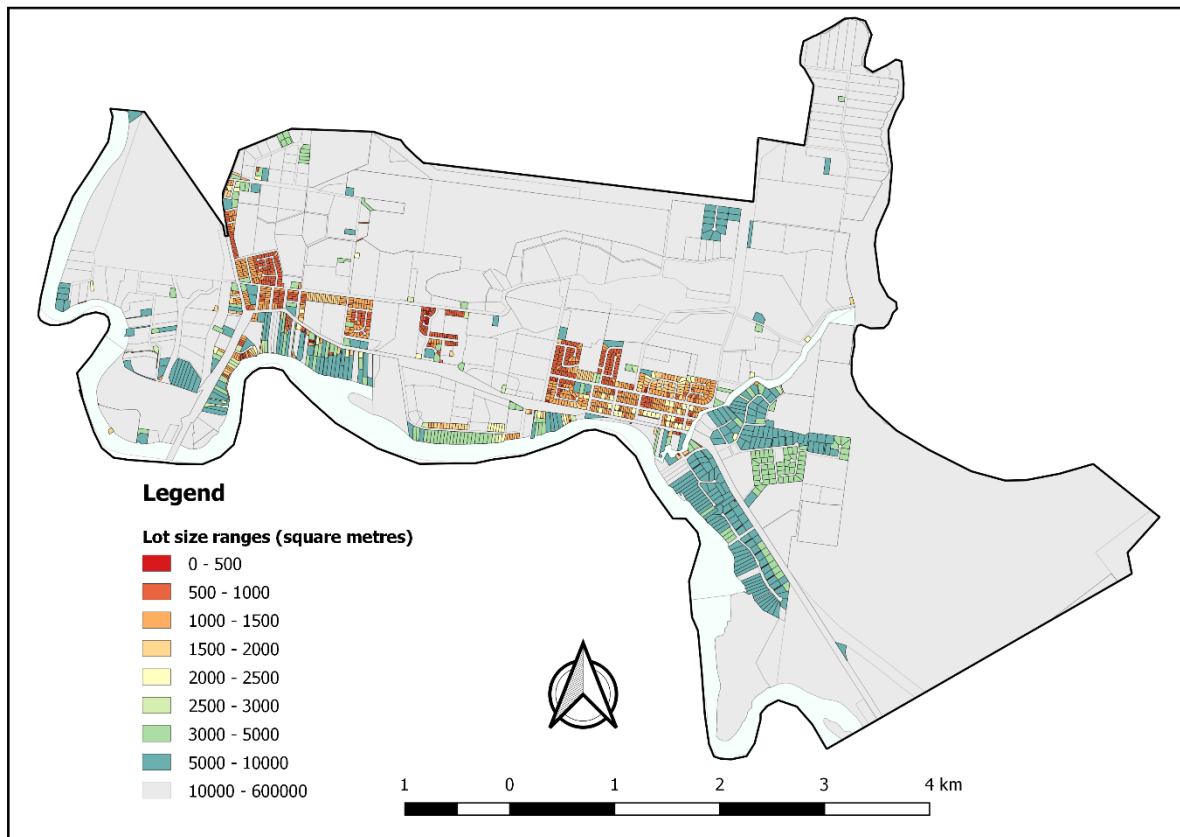 Legend
Lot size ranges (square metres)
0 - 500
500 - 1000
1000 - 1500
1500 - 2000
2000 - 2500
2500 - 3000
3000 - 5000
5000 - 10000
10000 - 600000
1 0 1 2 3 4 km